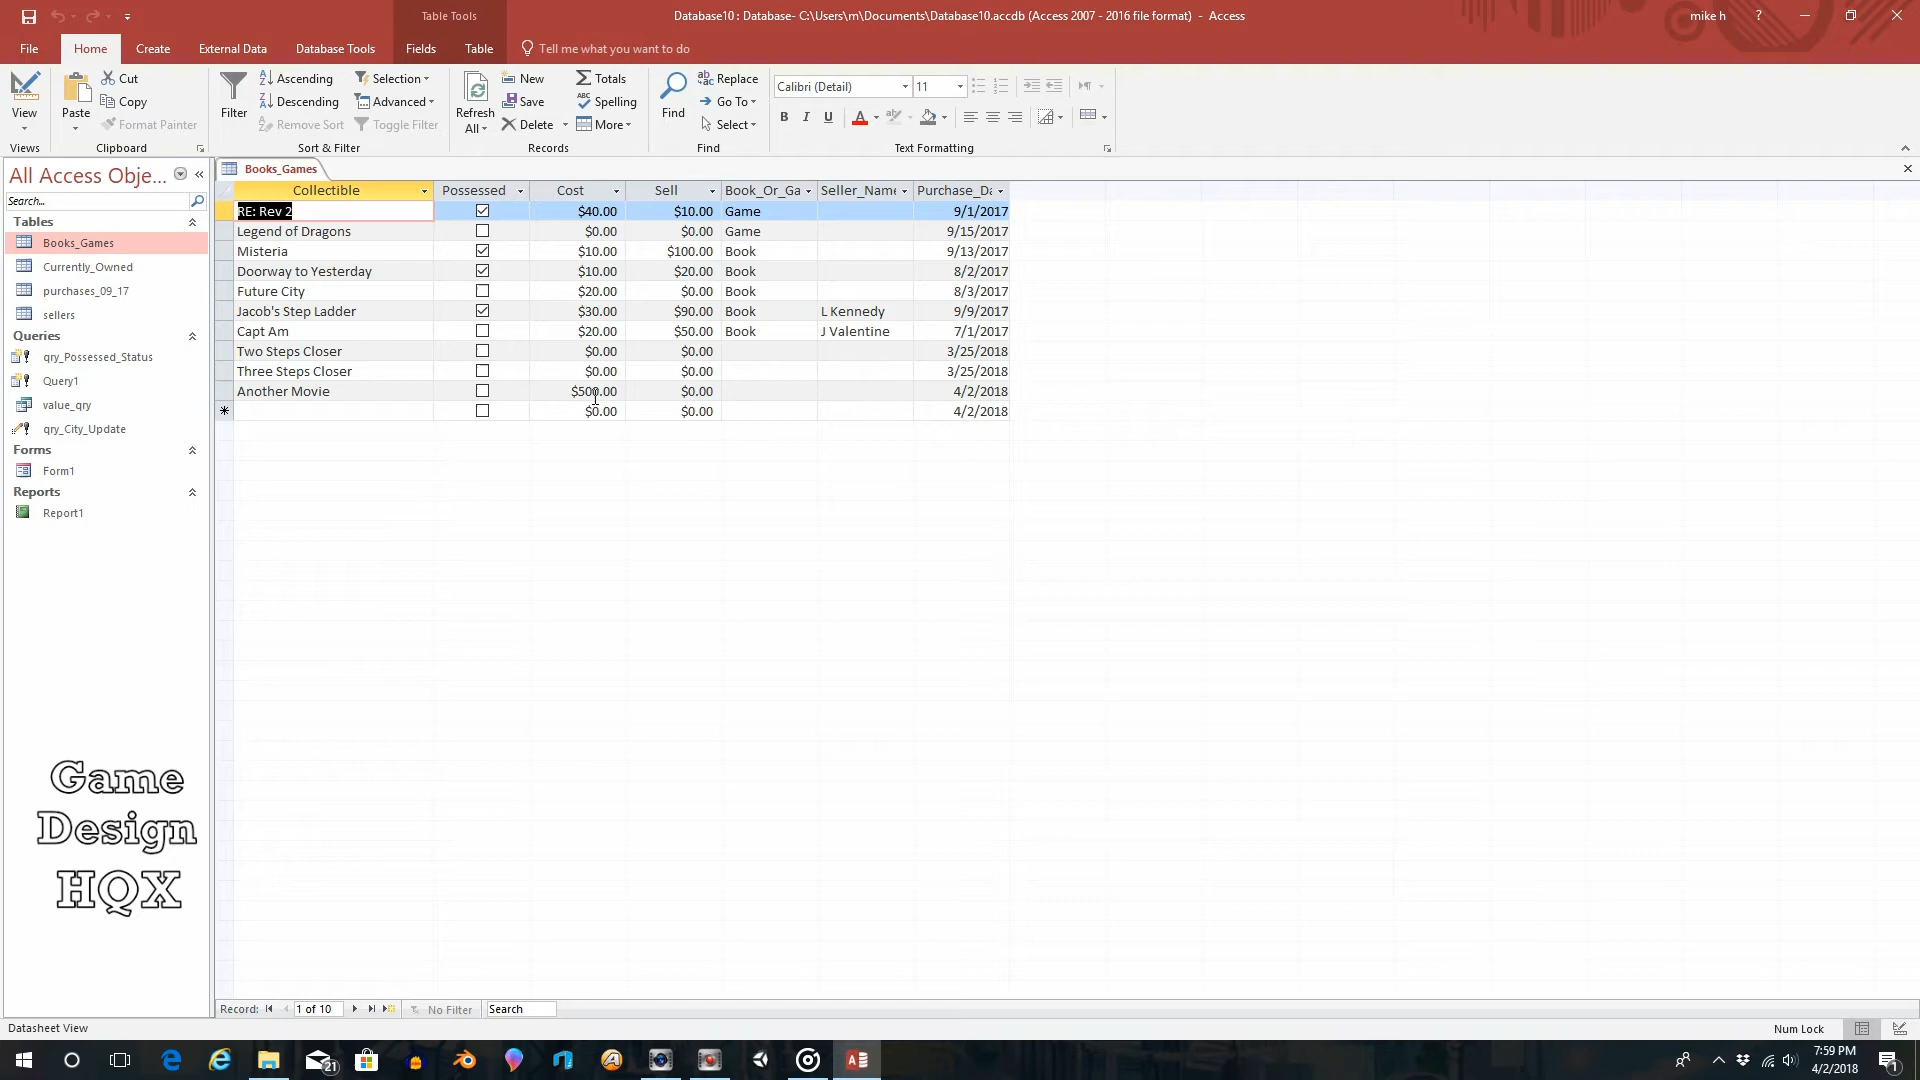 Table Tools
Database10 : Database- C:\Users\m\Documents\Database10.accdb (Access 2007 - 2016 file format) - Access
mike h
?
File Home Create External Data Database Tools Fields Table Tell me what you want to do
View
Views
Paste
Cut
Copy
Format Painter
Clipboard
Filter
Ascending
Descending
Remove Sort
Selection
Advanced
Toggle Filter
Sort & Filter
Refresh
All
New
Save
Delete
Totals
Spelling
More
Records
Find
Replace
Go To
Select
Find
Calibri (Detail) 11
B I U A
Text Formatting
All Access Obje...
Search...
Tables
Books_Games
Currently_Owned
purchases_09_17
sellers
Queries
qry_Possessed_Status
Query1
value_qry
qry_City_Update
Forms
Form1
Reports
Report1
Game
Design
HQX
Books_Games
Collectible Possessed Cost Sell Book_Or_Ga Seller_Name Purchase_Da
RE: Rev 2 $40.00 $10.00 Game 9/1/2017
Legend of Dragons $0.00 $0.00 Game 9/15/2017
Misteria $10.00 $100.00 Book 9/13/2017
Doorway to Yesterday $10.00 $20.00 Book 8/2/2017
Future City $20.00 $0.00 Book 8/3/2017
Jacob's Step Ladder $30.00 $90.00 Book L Kennedy 9/9/2017
Capt Am $20.00 $50.00 Book J Valentine 7/1/2017
Two Steps Closer $0.00 $0.00 3/25/2018
Three Steps Closer $0.00 $0.00 3/25/2018
Another Movie $500.00 $0.00 4/2/2018
$0.00 $0.00 4/2/2018
Record: 1 of 10 No Filter Search
Datasheet View
Num Lock
21
7:59 PM
4/2/2018
1